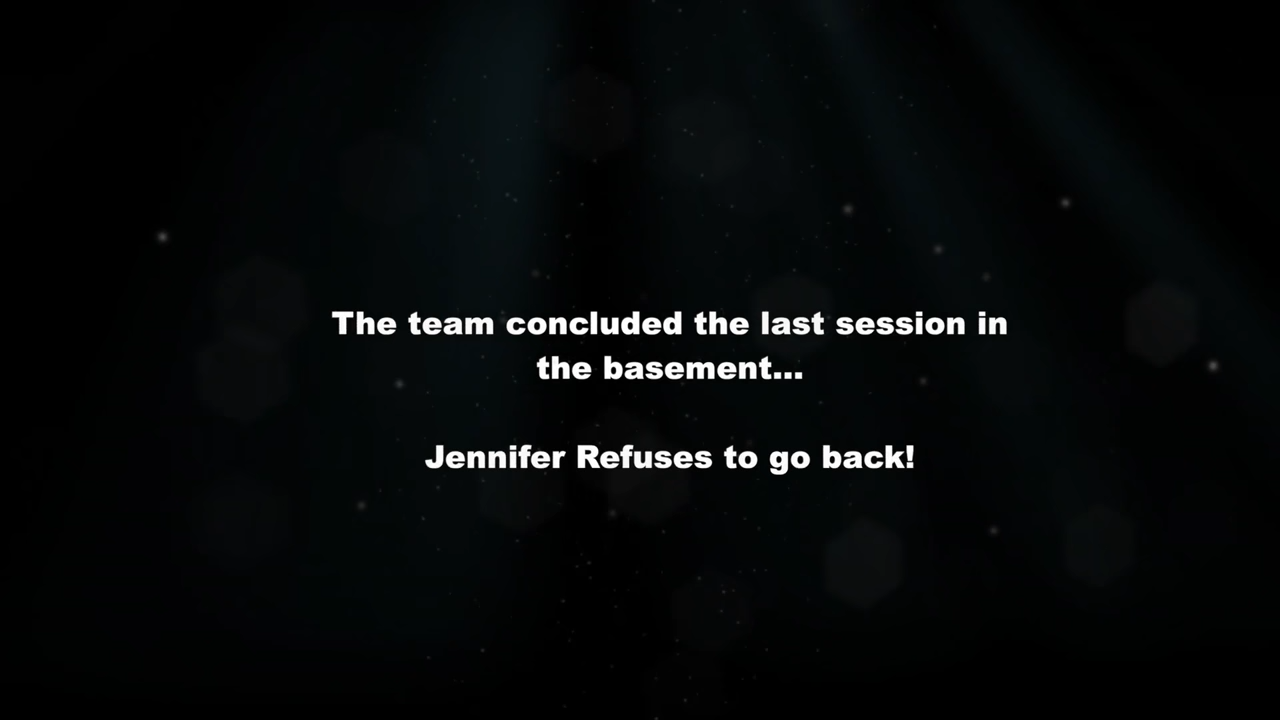 The team concluded the last session in
the basement...
Jennifer Refuses to go back!